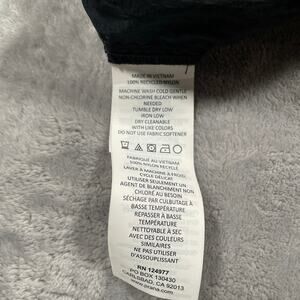 MADE IN VIETNAM
100% RECYCLED NYLON
MACHINE WASH COLD GENTLE
NON-CHLORINE BLEACH WHEN
NEEDED
TUMBLE DRY LOW
IRON LOW
DRY CLEANABLE
WITH LIKE COLORS
DO NOT USE FABRIC SOFTENER
FABRIQUÉ AU VIETNAM
100% NYLON RECYCLÉ
LAVER À MACHINE À FROID,
CYCLE DÉLICAT
UTILISER SEULEMENT UN
AGENT DE BLANCHIMENT NON
CHLORÉ AU BESOIN
SÉCHAGE PAR CULBUTAGE À
BASSE TEMPÉRATURE
REPASSER À BASSE
TEMPÉRATURE
NETTOYABLE À SEC
AVEC DES COULEURS
SIMILAIRES
NE PAS UTILISER
D'ASSOUPLISSANT
RN 124977
PO BOX 130430
CARLSBAD, CA 92013
www.prana.com